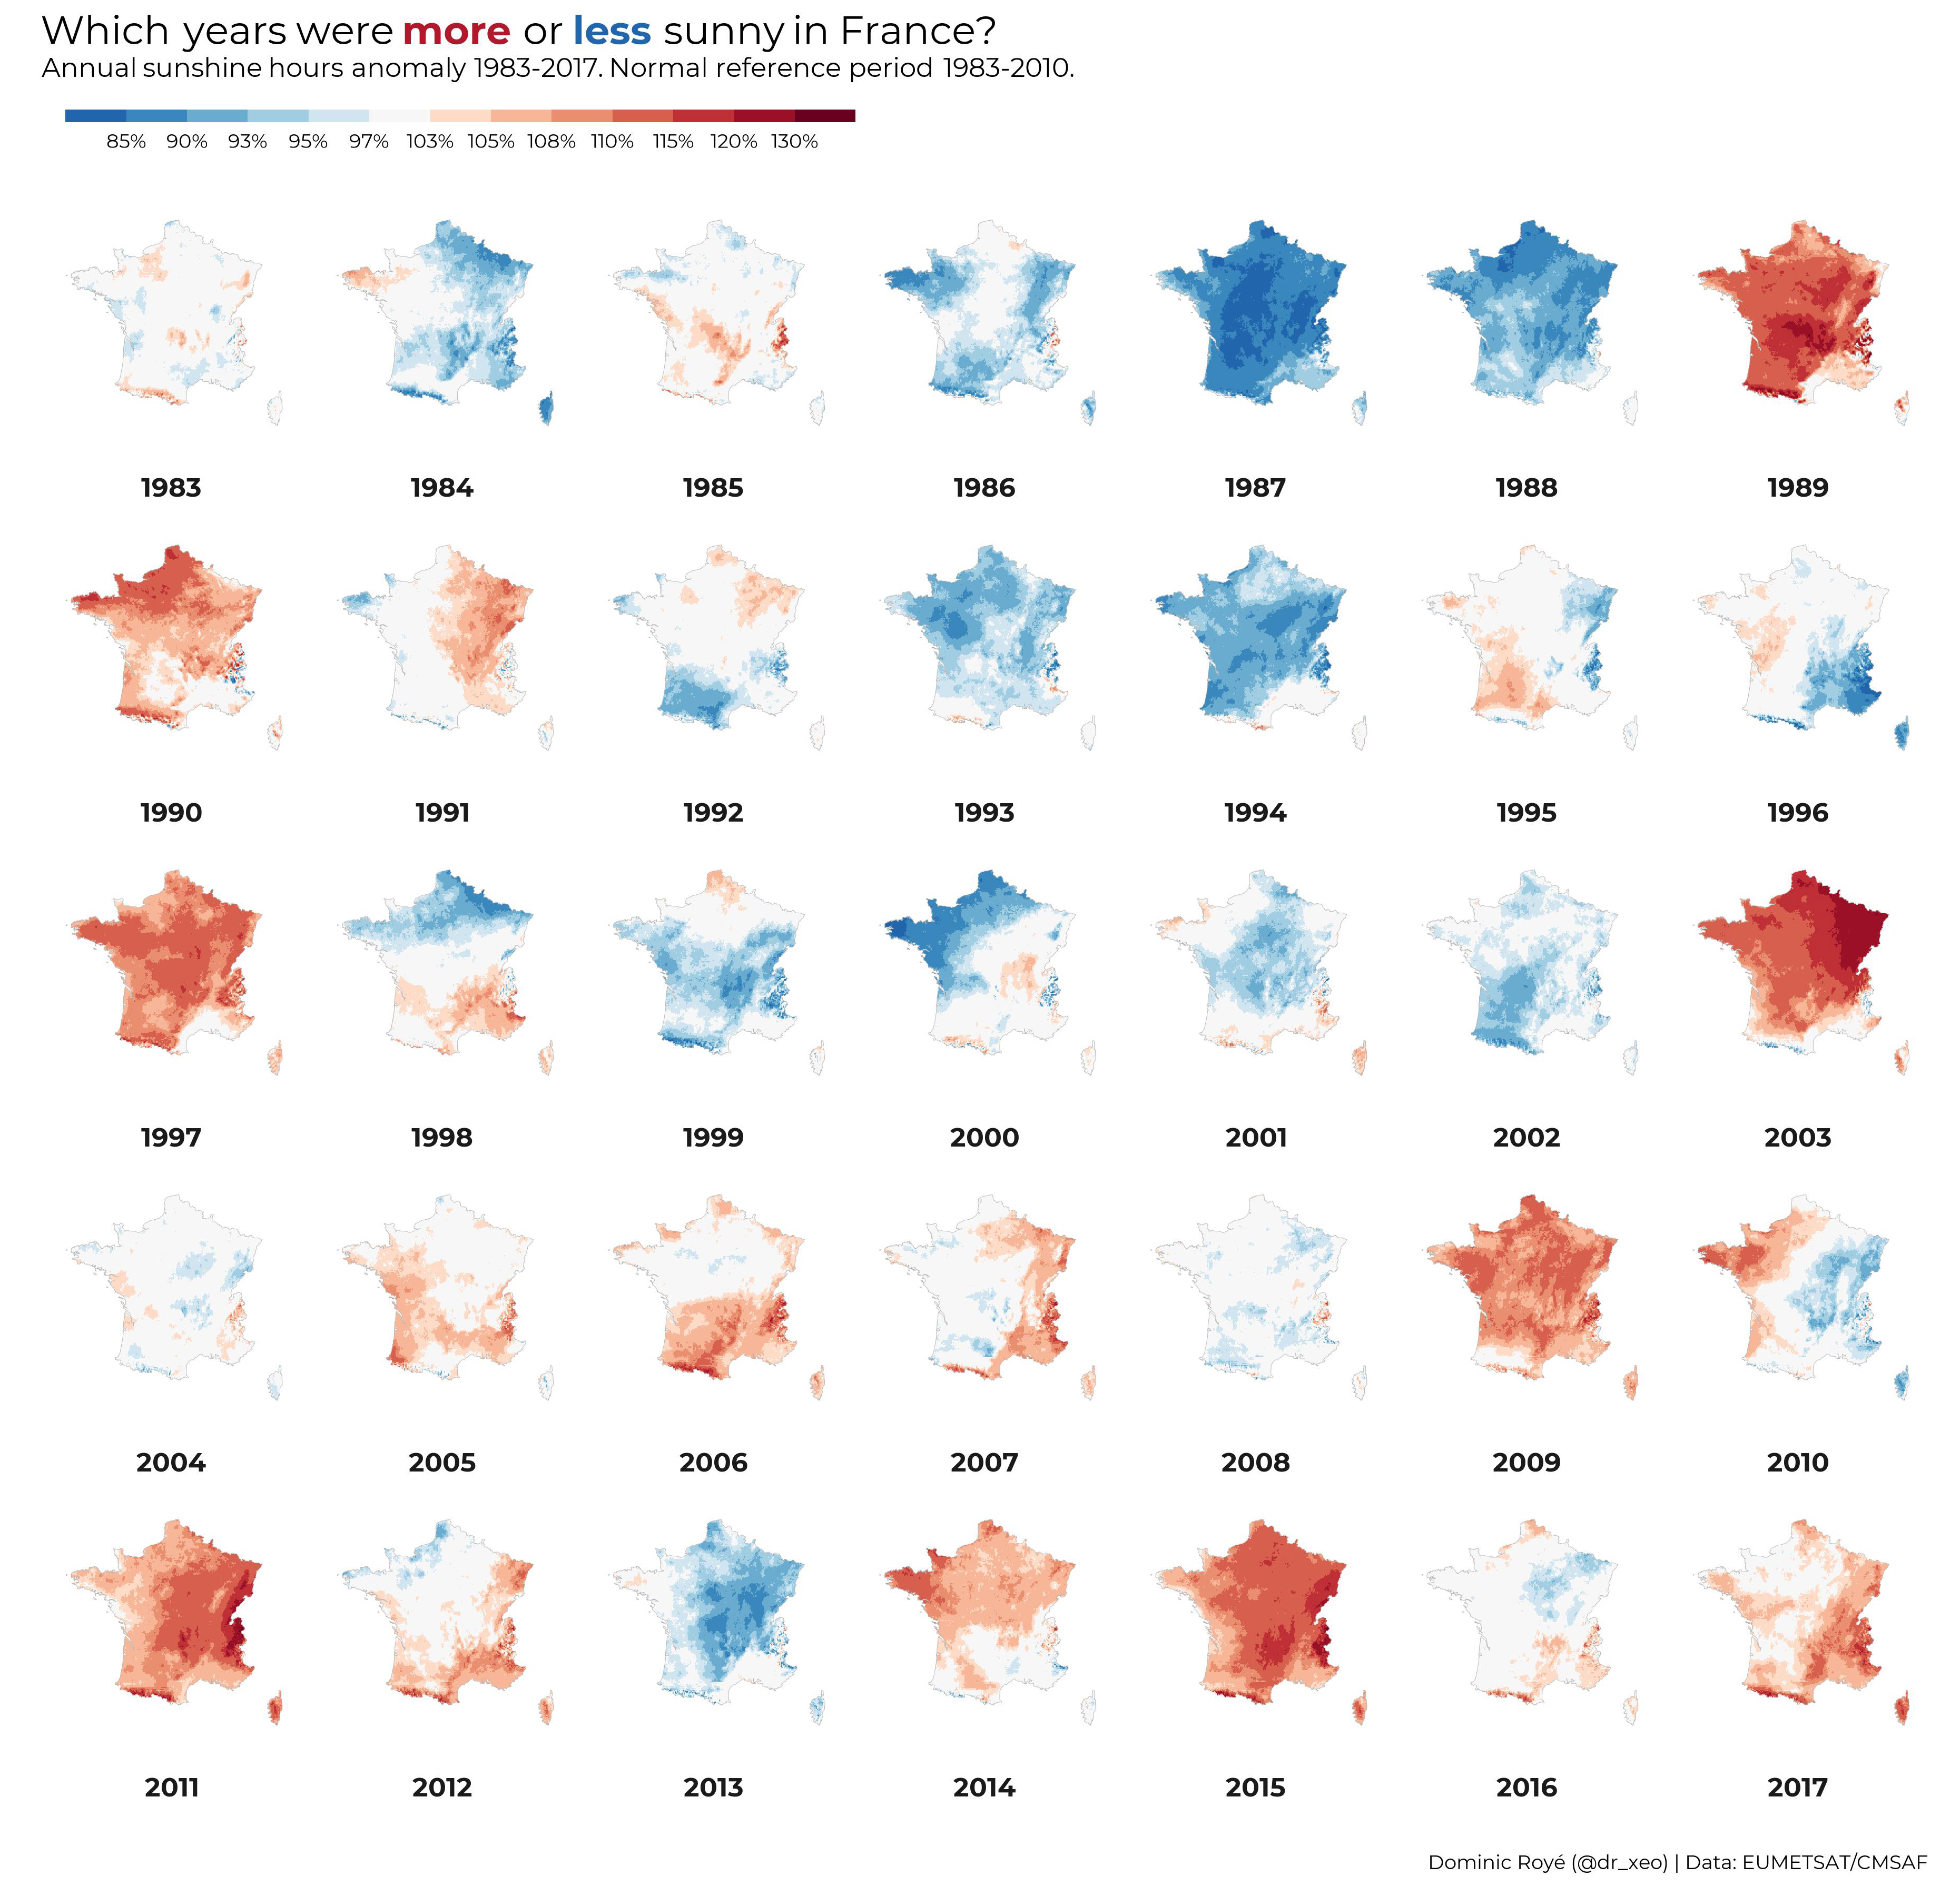 Which years were more or less sunny in France?
Annual sunshine hours anomaly 1983-2017. Normal reference period 1983-2010.
85% 90% 93% 95% 97% 103% 105% 108% 110% 115% 120% 130%
1983 1984 1985 1986 1987 1988 1989
1990 1991 1992 1993 1994 1995 1996
1997 1998 1999 2000 2001 2002 2003
2004 2005 2006 2007 2008 2009 2010
2011 2012 2013 2014 2015 2016 2017
Dominic Royé (@dr_xeo) | Data: EUMETSAT/CMSAF